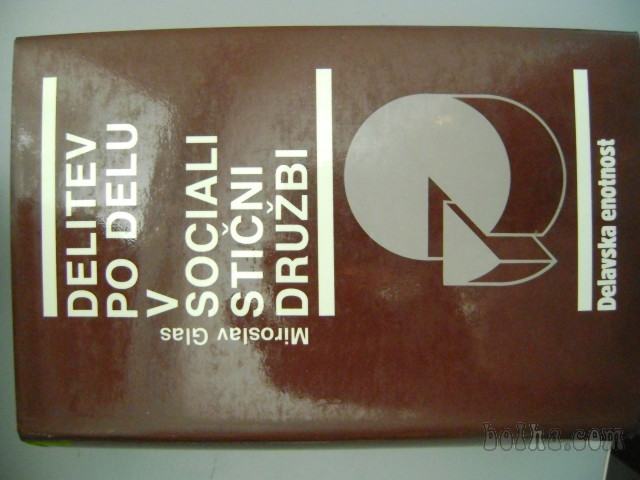 DELITEV
PO DELU
V
SOCIALI
STIČNI
DRUŽBI
Miroslav Glas
Delavska enotnost
bolha.com